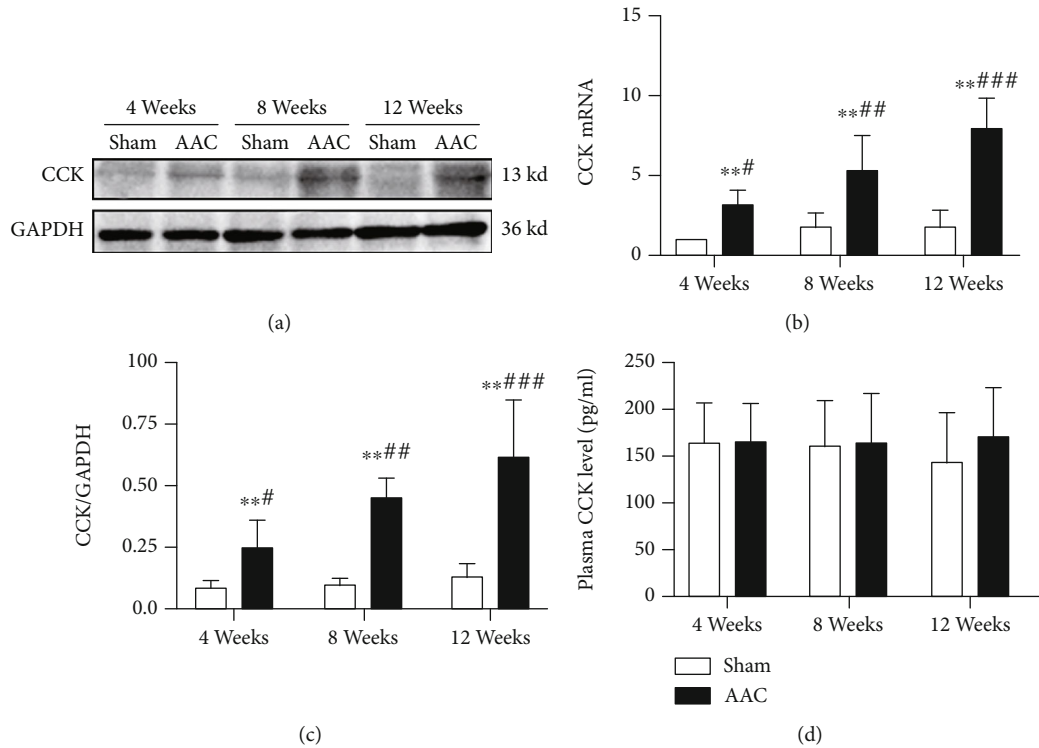 4 Weeks 8 Weeks 12 Weeks
Sham AAC Sham AAC Sham AAC
CCK 13 kd
GAPDH 36 kd
(a)
CCK mRNA
15
10
5
0
**#
**##
**###
4 Weeks 8 Weeks 12 Weeks
(b)
CCK/GAPDH
100
0.75
0.50
0.25
0.0
**#
**##
**###
4 Weeks 8 Weeks 12 Weeks
(c)
Plasma CCK level (pg/ml)
250
200
150
100
50
0
4 Weeks 8 Weeks 12 Weeks
Sham
AAC
(d)